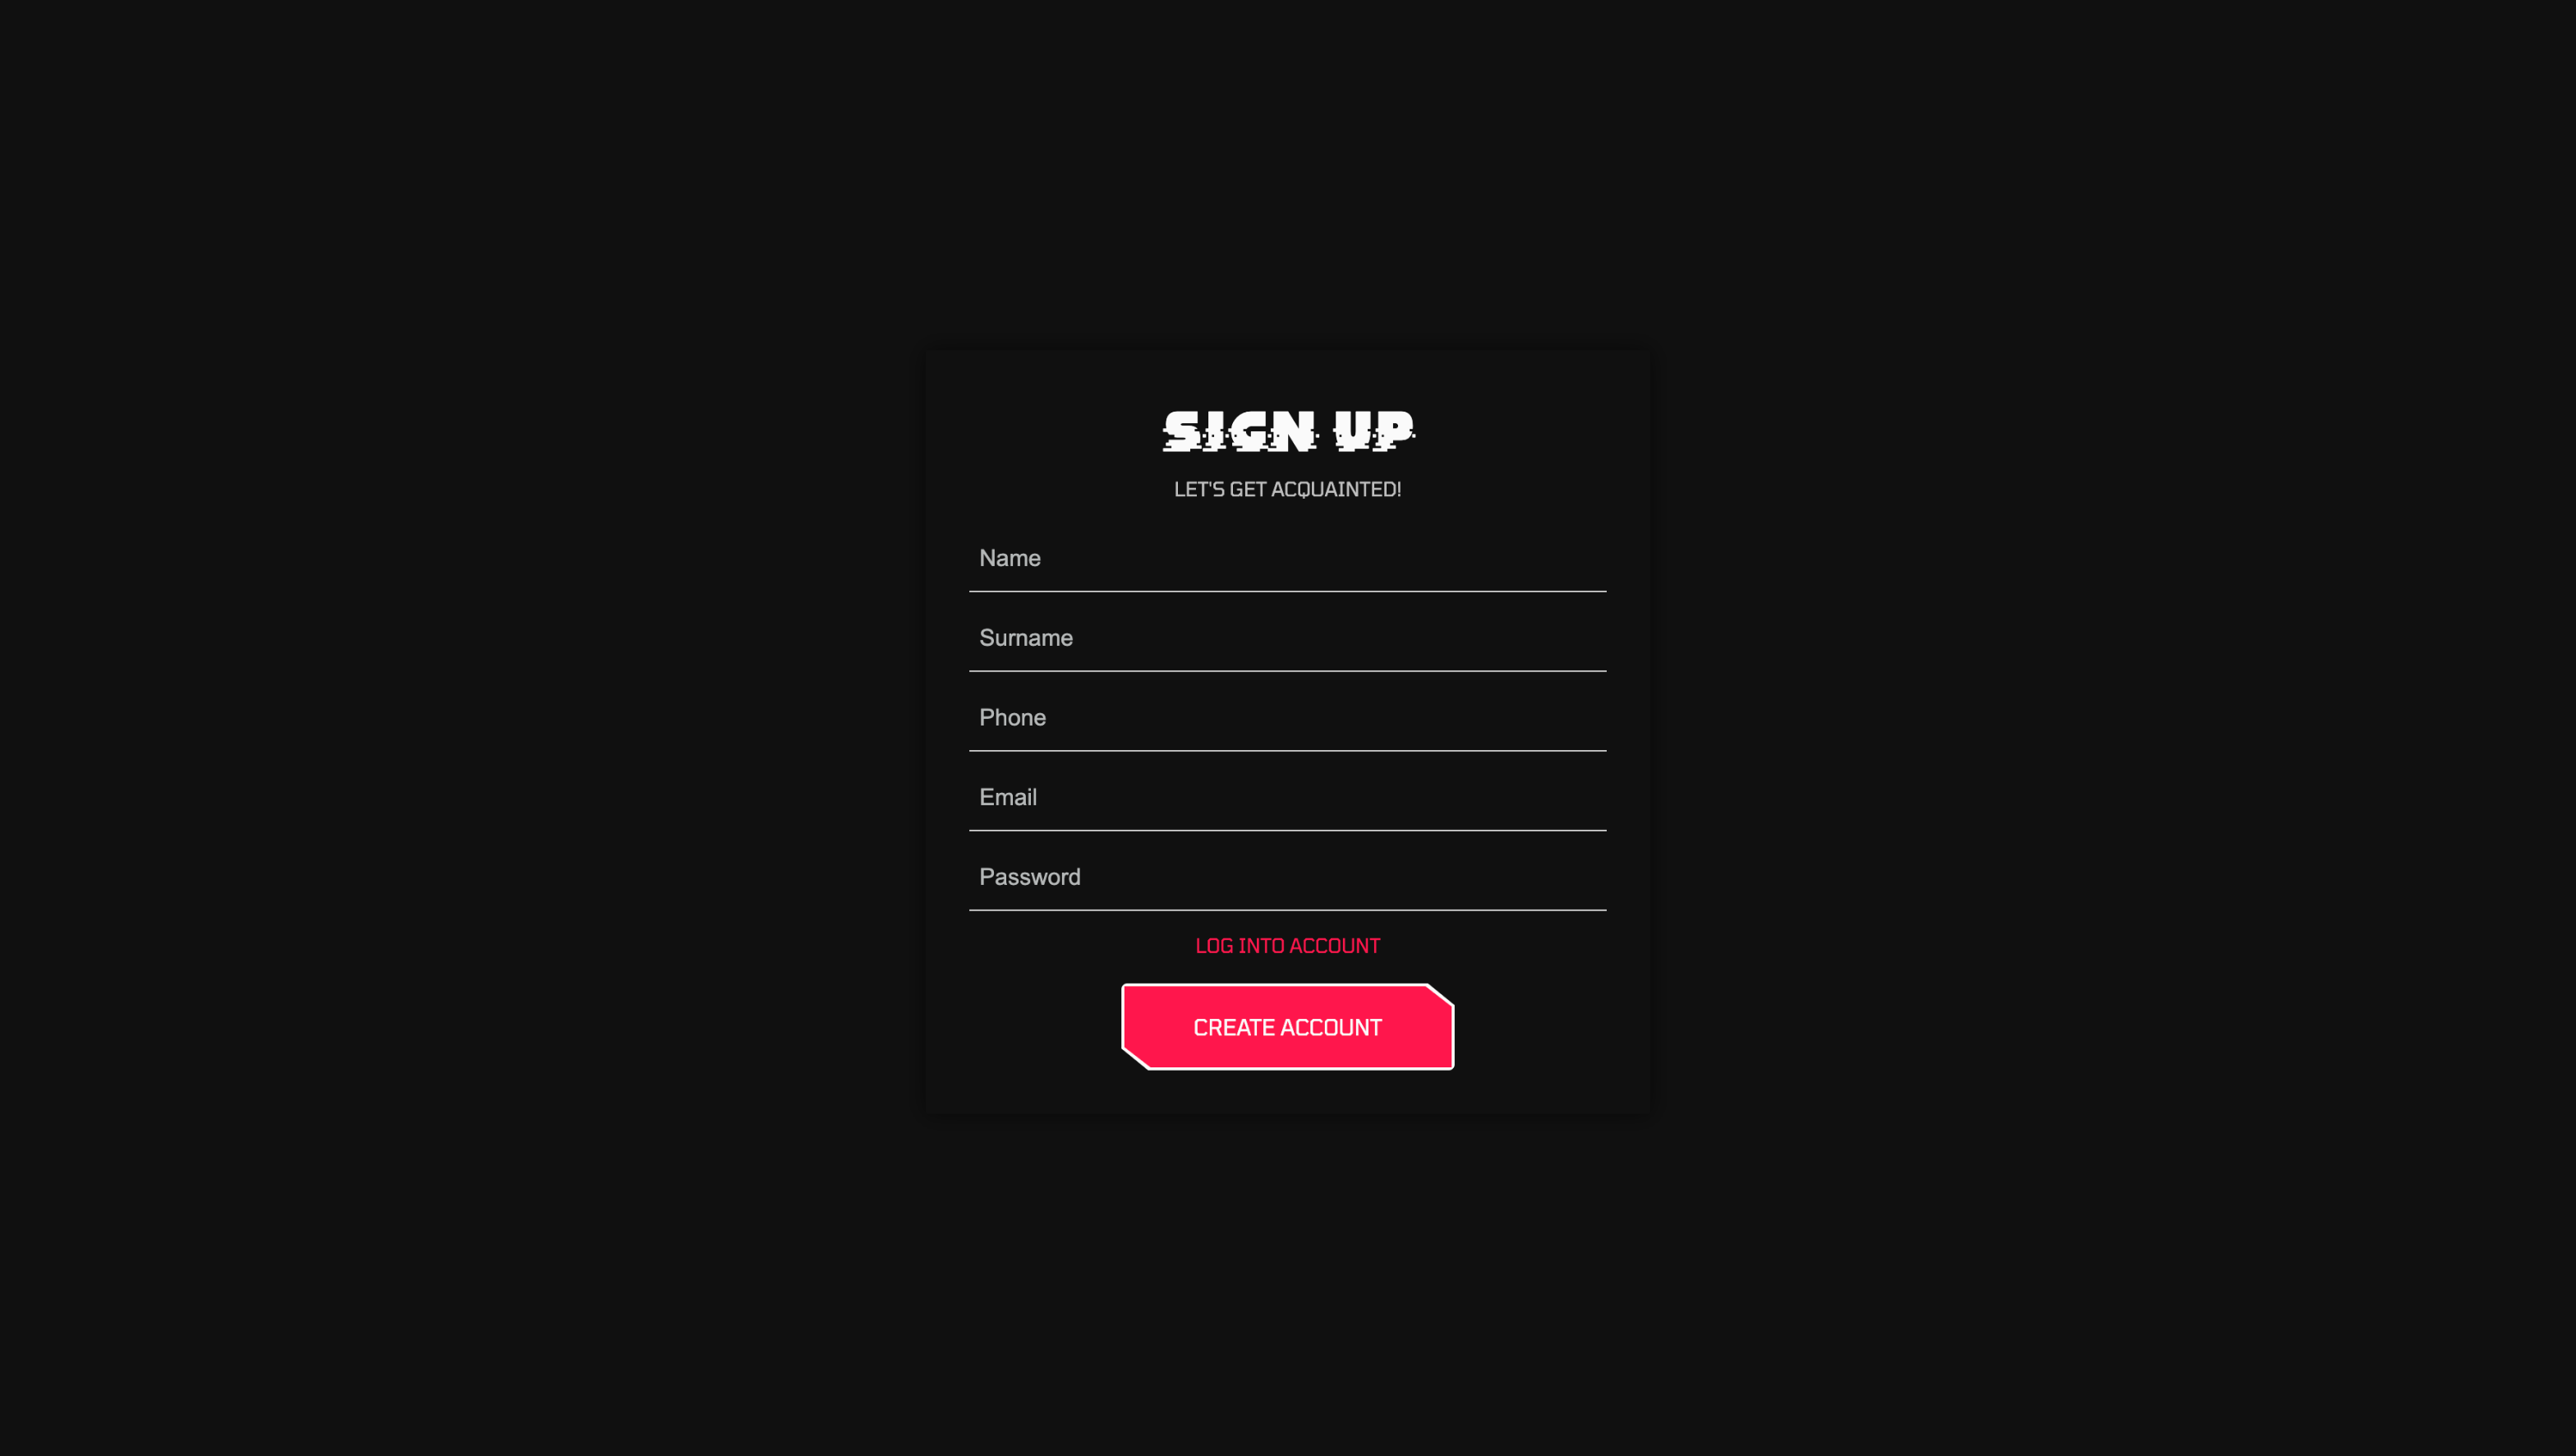 SIGN UP
LET'S GET ACQUAINTED!
Name
Surname
Phone
Email
Password
LOG INTO ACCOUNT
CREATE ACCOUNT